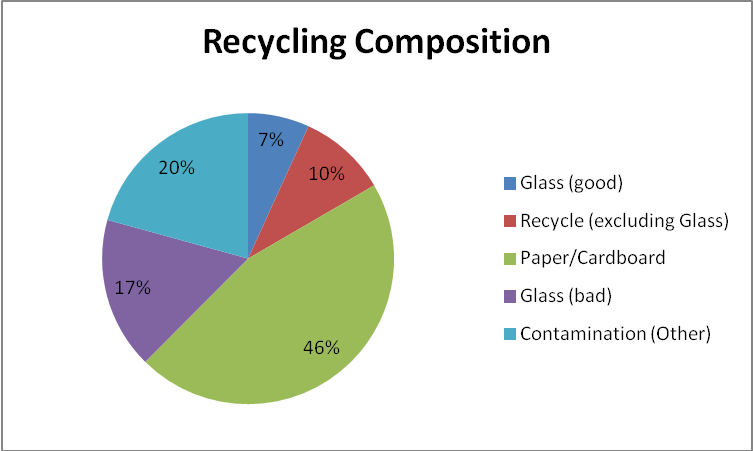 Recycling Composition
7%
10%
20%
17%
46%
Glass (good)
Recycle (excluding Glass)
Paper/Cardboard
Glass (bad)
Contamination (Other)